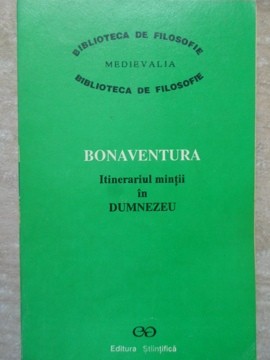 BIBLIOTECA DE FILOSOFIE
MEDIEVALIA
BIBLIOTECA DE FILOSOFIE
BONAVENTURA
Itinerariul minții
în
DUMNEZEU
Editura Științifică